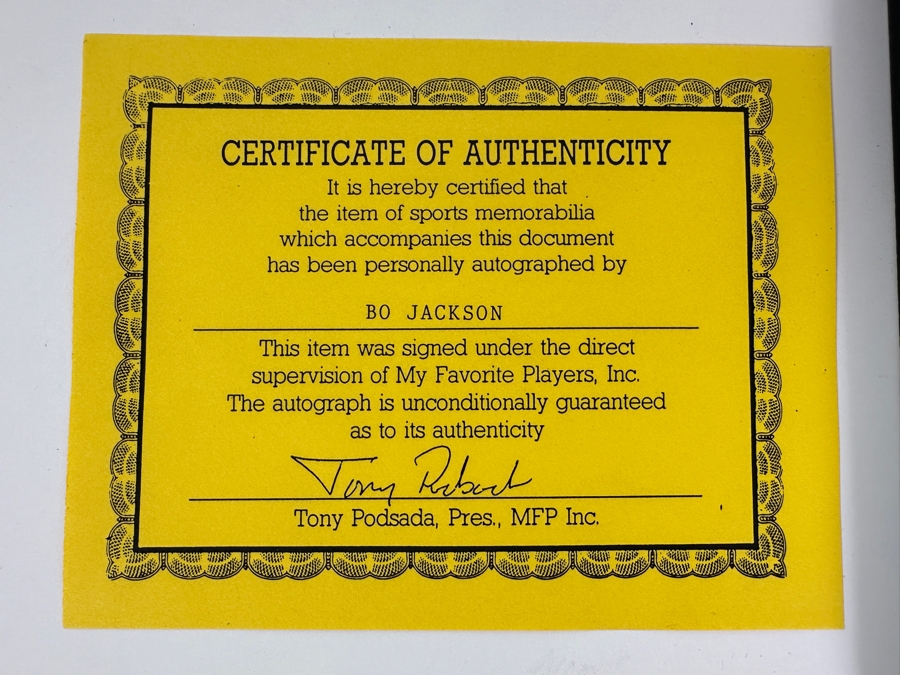 CERTIFICATE OF AUTHENTICITY
It is hereby certified that
the item of sports memorabilia
which accompanies this document
has been personally autographed by
BO JACKSON
This item was signed under the direct
supervision of My Favorite Players, Inc.
The autograph is unconditionally guaranteed
as to its authenticity
Tony Podsada
Tony Podsada, Pres., MFP Inc.